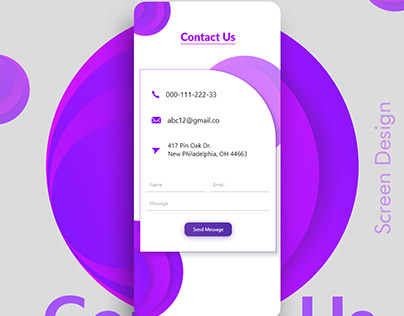 Contact Us
000-111-222-33
abc12@gmail.co
417 Pin Oak Dr.
New Philadelphia, OH 44663
Name
Email
Message
Send Message
Screen Design